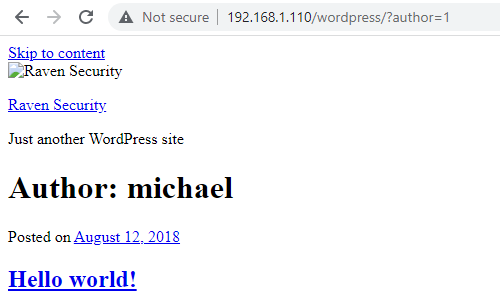 Not secure | 192.168.1.110/wordpress/?author=1
Skip to content
Raven Security
Raven Security
Just another WordPress site
Author: michael
Posted on August 12, 2018
Hello world!